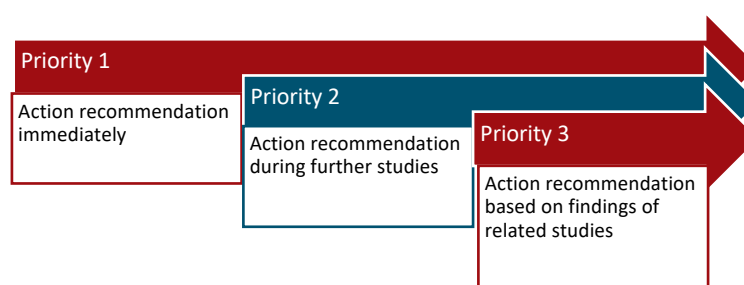 Priority 1
Action recommendation
immediately
Priority 2
Action recommendation
during further studies
Priority 3
Action recommendation
based on findings of
related studies